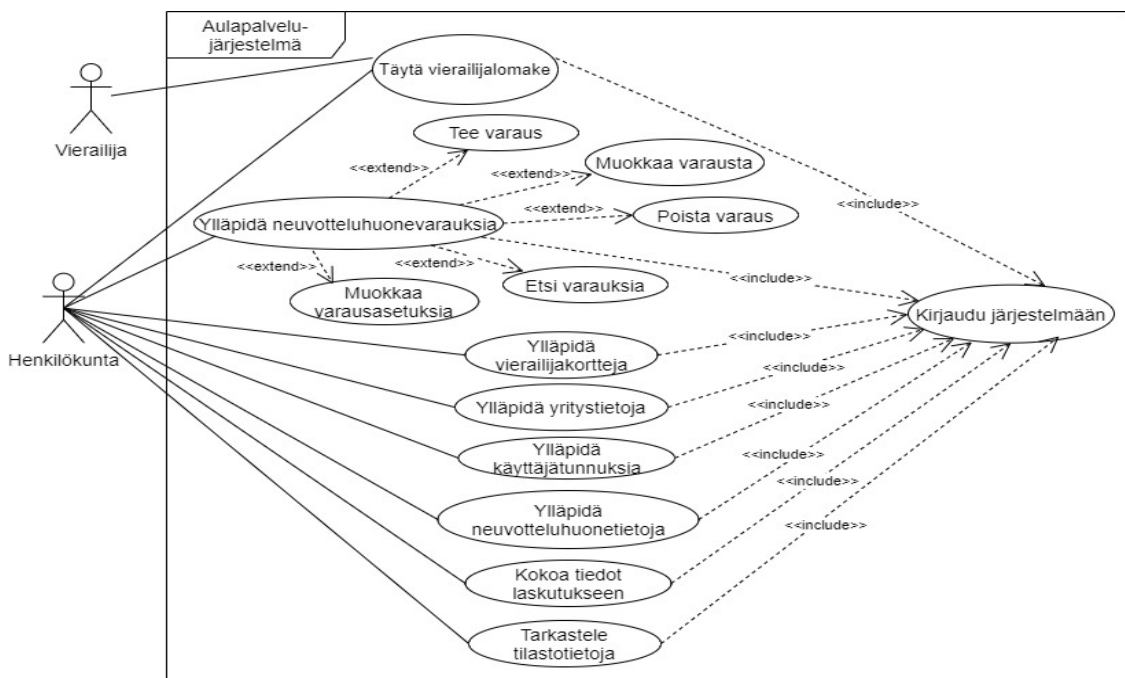 Aulapalvelu-
järjestelmä
Täytä vierailijalomake
Vierailija
Tee varaus
<<extend>>
Muokkaa varausta
<<extend>>
Poista varaus
<<extend>>
<<include>>
Ylläpidä neuvotteluhuonevarauksia
<<extend>>
<<extend>>
<<include>>
Muokkaa
varausasetuksia
Etsi varauksia
Kirjaudu järjestelmään
Henkilökunta
Ylläpidä
vierailijakortteja
<<include>>
Ylläpidä yritystietoja
<<include>>
Ylläpidä
käyttäjätunnuksia
<<include>>
Ylläpidä
neuvotteluhuonetietoja
<<include>>
Kokoa tiedot
laskutukseen
<<include>>
Tarkastele
tilastotietoja
<<include>>